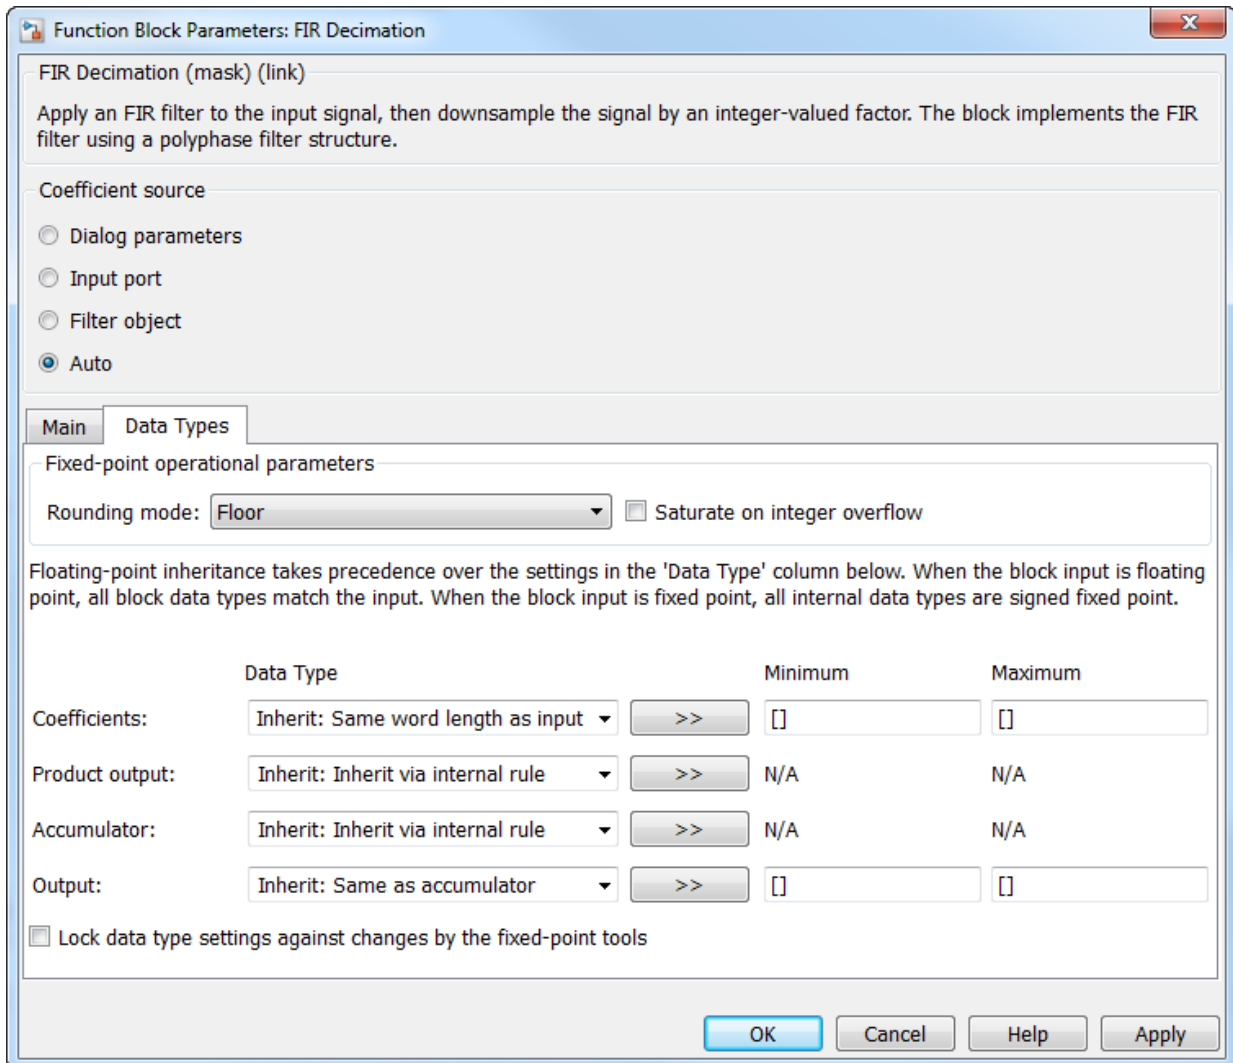 Function Block Parameters: FIR Decimation
FIR Decimation (mask) (link)
Apply an FIR filter to the input signal, then downsample the signal by an integer-valued factor. The block implements the FIR
filter using a polyphase filter structure.
Coefficient source
Dialog parameters
Input port
Filter object
Auto
Main Data Types
Fixed-point operational parameters
Rounding mode: Floor Saturate on integer overflow
Floating-point inheritance takes precedence over the settings in the 'Data Type' column below. When the block input is floating
point, all block data types match the input. When the block input is fixed point, all internal data types are signed fixed point.
Data Type Minimum Maximum
Coefficients: Inherit: Same word length as input >> [] []
Product output: Inherit: Inherit via internal rule >> N/A N/A
Accumulator: Inherit: Inherit via internal rule >> N/A N/A
Output: Inherit: Same as accumulator >> [] []
Lock data type settings against changes by the fixed-point tools
OK Cancel Help Apply